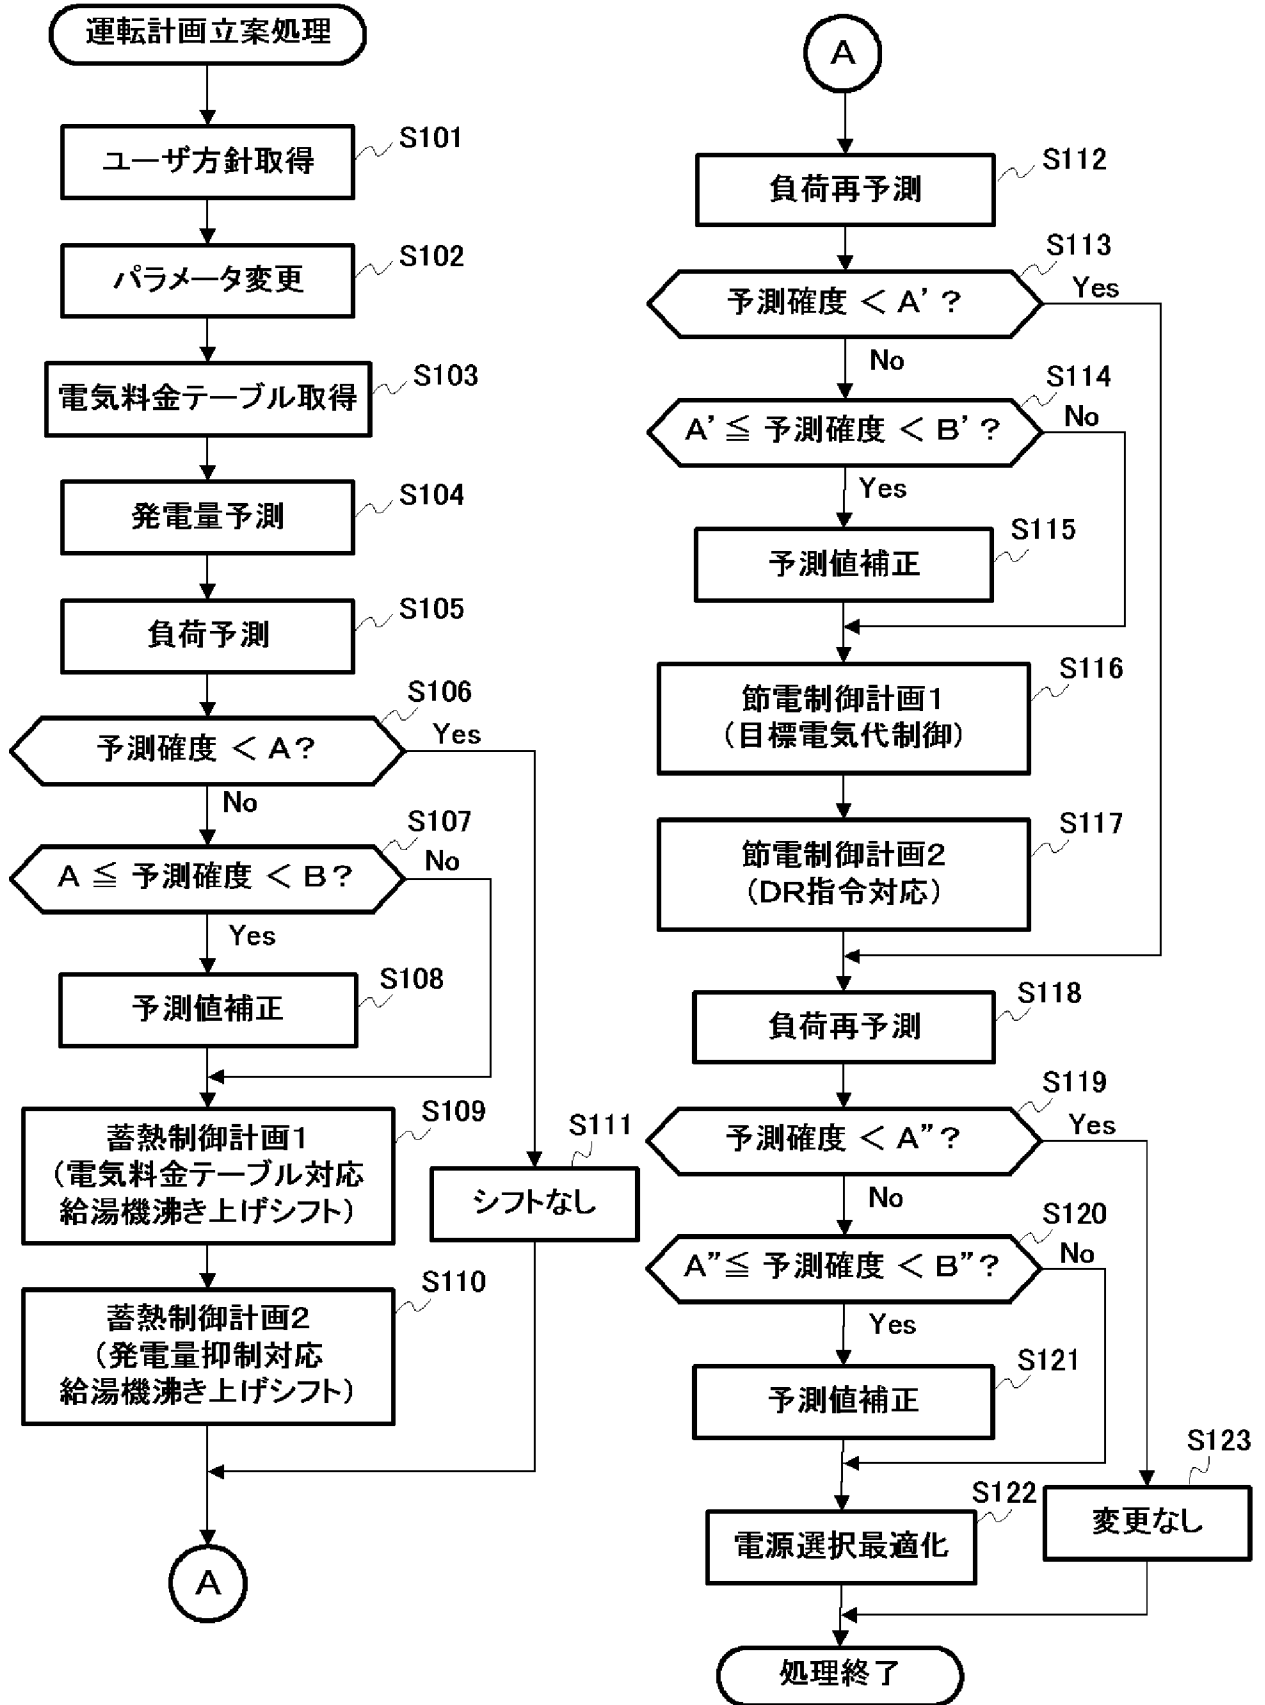 運転計画立案処理
S101
ユーザ方針取得
S102
パラメータ変更
S103
電気料金テーブル取得
S104
発電量予測
S105
負荷予測
S106
予測確度 < A?
Yes
No
S107
A ≦ 予測確度 < B?
No
Yes
S108
予測値補正
S109
蓄熱制御計画1
(電気料金テーブル対応
給湯機沸き上げシフト)
S111
シフトなし
S110
蓄熱制御計画2
(発電量抑制対応
給湯機沸き上げシフト)
A
A
S112
負荷再予測
S113
予測確度 < A' ?
Yes
No
S114
A' ≦ 予測確度 < B' ?
No
Yes
S115
予測値補正
S116
節電制御計画1
(目標電気代制御)
S117
節電制御計画2
(DR指令対応)
S118
負荷再予測
S119
予測確度 < A" ?
Yes
No
S120
A" ≦ 予測確度 < B" ?
No
Yes
S121
予測値補正
S122
電源選択最適化
S123
変更なし
処理終了